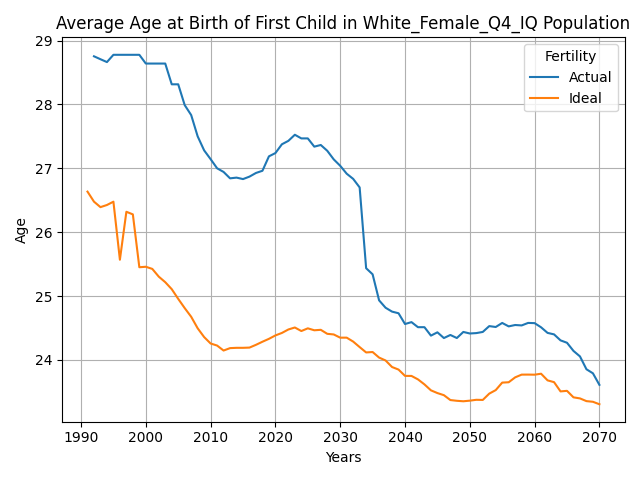 Average Age at Birth of First Child in White_Female_Q4_IQ Population
Fertility
Actual
Ideal
Age
29
28
27
26
25
24
1990 2000 2010 2020 2030 2040 2050 2060 2070
Years